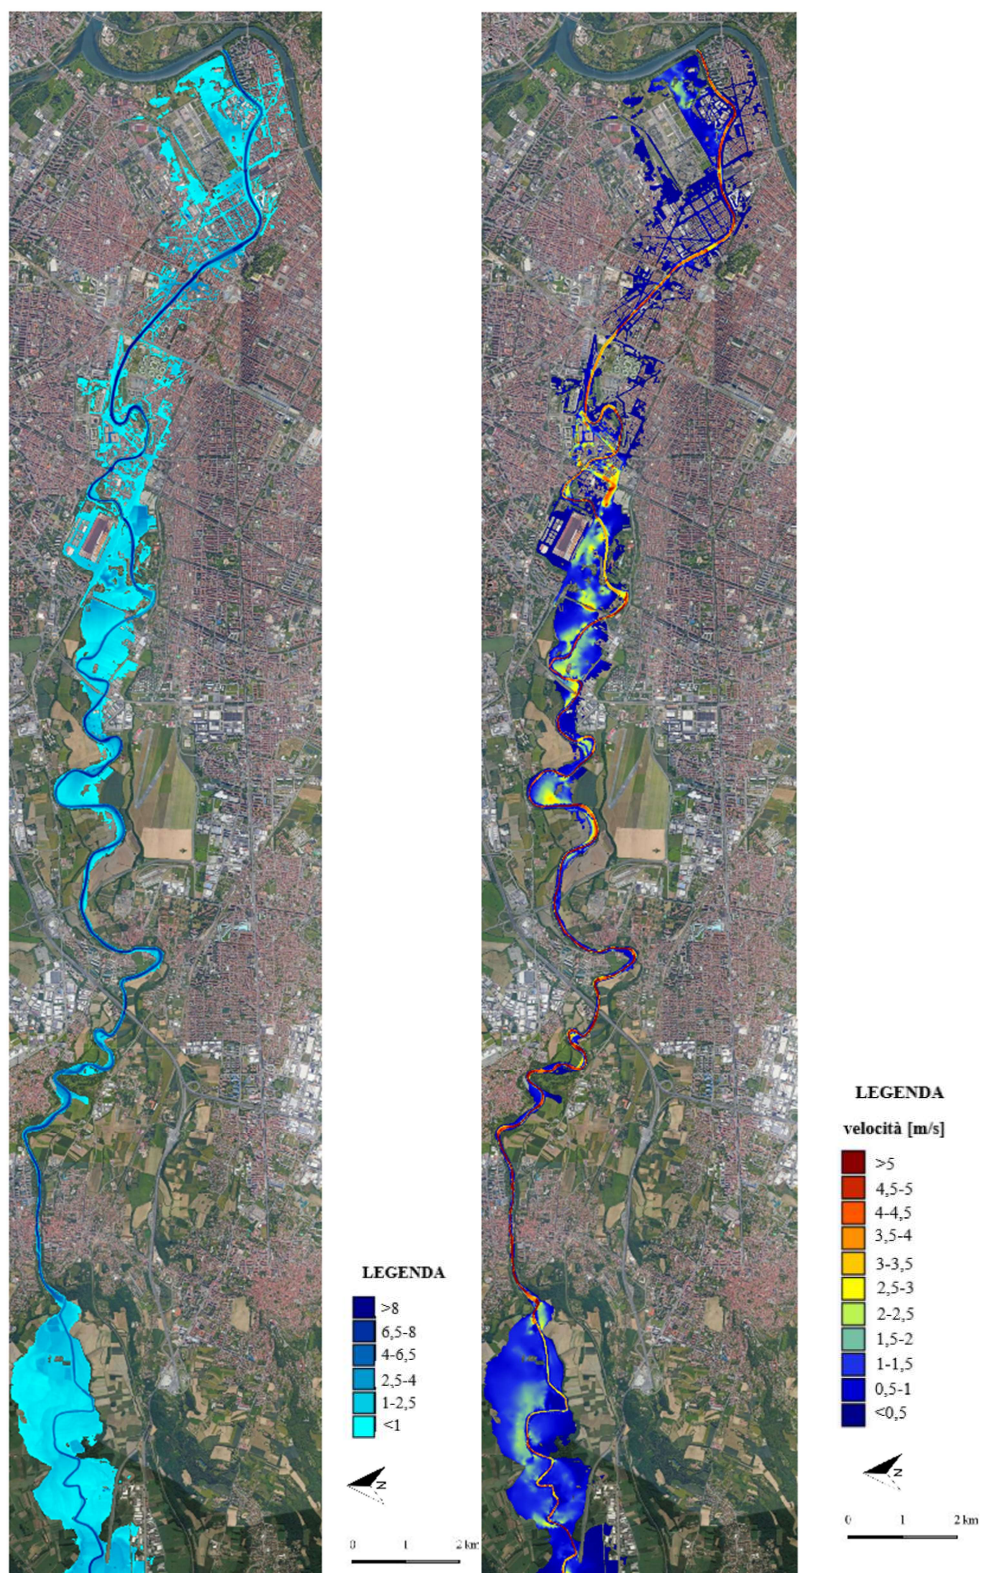 LEGENDA
>8
6,5-8
4-6,5
2,5-4
1-2,5
<1
N
0 1 2 km
LEGENDA
velocità [m/s]
>5
4,5-5
4-4,5
3,5-4
3-3,5
2,5-3
2-2,5
1,5-2
1-1,5
0,5-1
<0,5
N
0 1 2 km